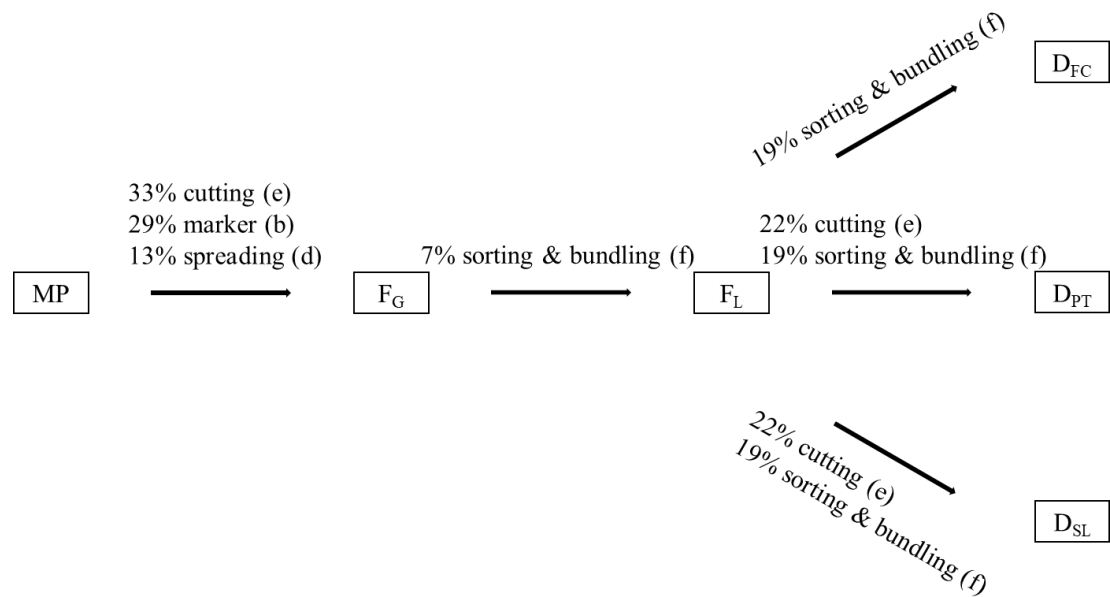 19% sorting & bundling (f)
D_FC
33% cutting (e)
29% marker (b)
13% spreading (d)
22% cutting (e)
7% sorting & bundling (f)
19% sorting & bundling (f)
MP
F_G
F_L
D_PT
22% cutting (e)
19% sorting & bundling (f)
D_SL